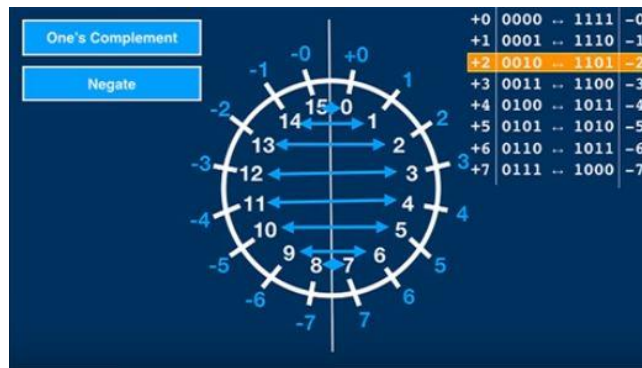 One's Complement
Negate
-0 +0
-1 1
-2 2
-3 3
-4 4
-5 5
-6 6
-7 7
15 0
14 1
13 2
12 3
11 4
10 5
9 6
8 7
+0 0000 ↔ 1111 -0
+1 0001 ↔ 1110 -1
+2 0010 ↔ 1101 -2
+3 0011 ↔ 1100 -3
+4 0100 ↔ 1011 -4
+5 0101 ↔ 1010 -5
+6 0110 ↔ 1011 -6
+7 0111 ↔ 1000 -7